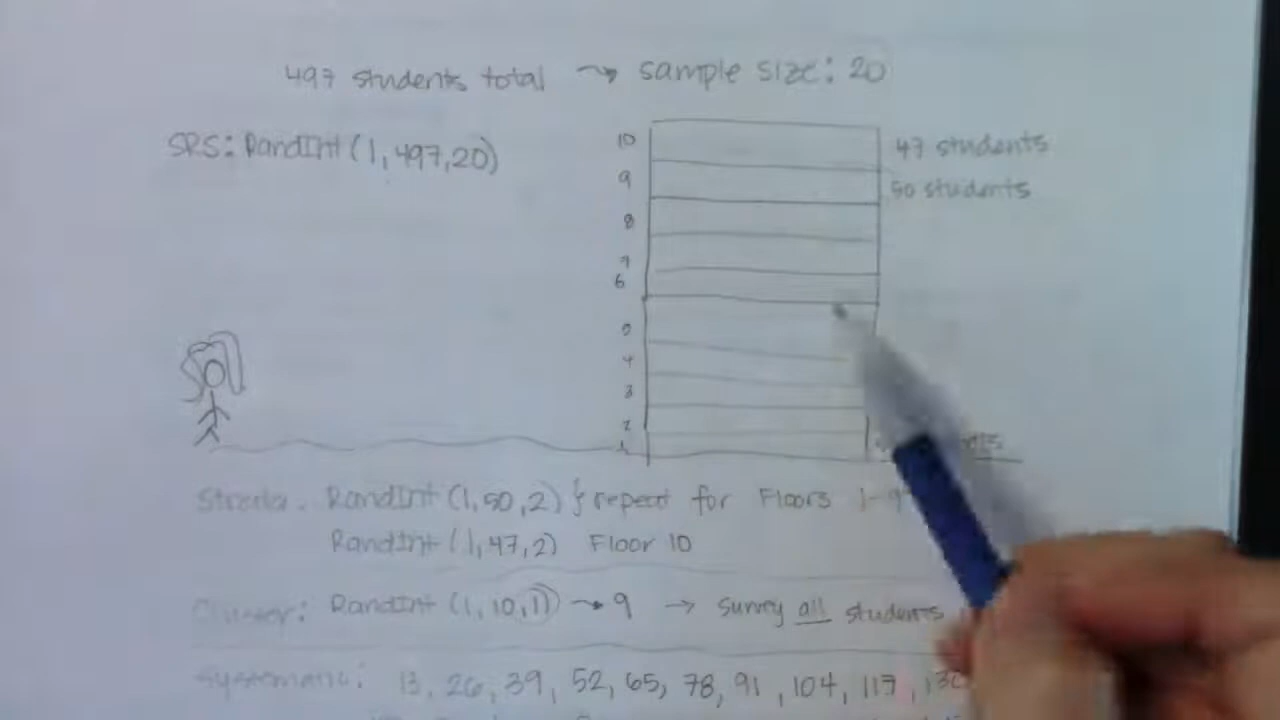 497 students total → sample size: 20
SRS: RandInt (1, 497, 20)
10
47 students
9
50 students
8
7
6
5
4
3
2
1
Strata: RandInt (1, 50, 2) } repeat for Floors 1-9
RandInt (1, 47, 2) Floor 10
Cluster: RandInt (1, 10, 1) → 9 → survey all students
Systematic: 13, 26, 39, 52, 65, 78, 91, 104, 117,